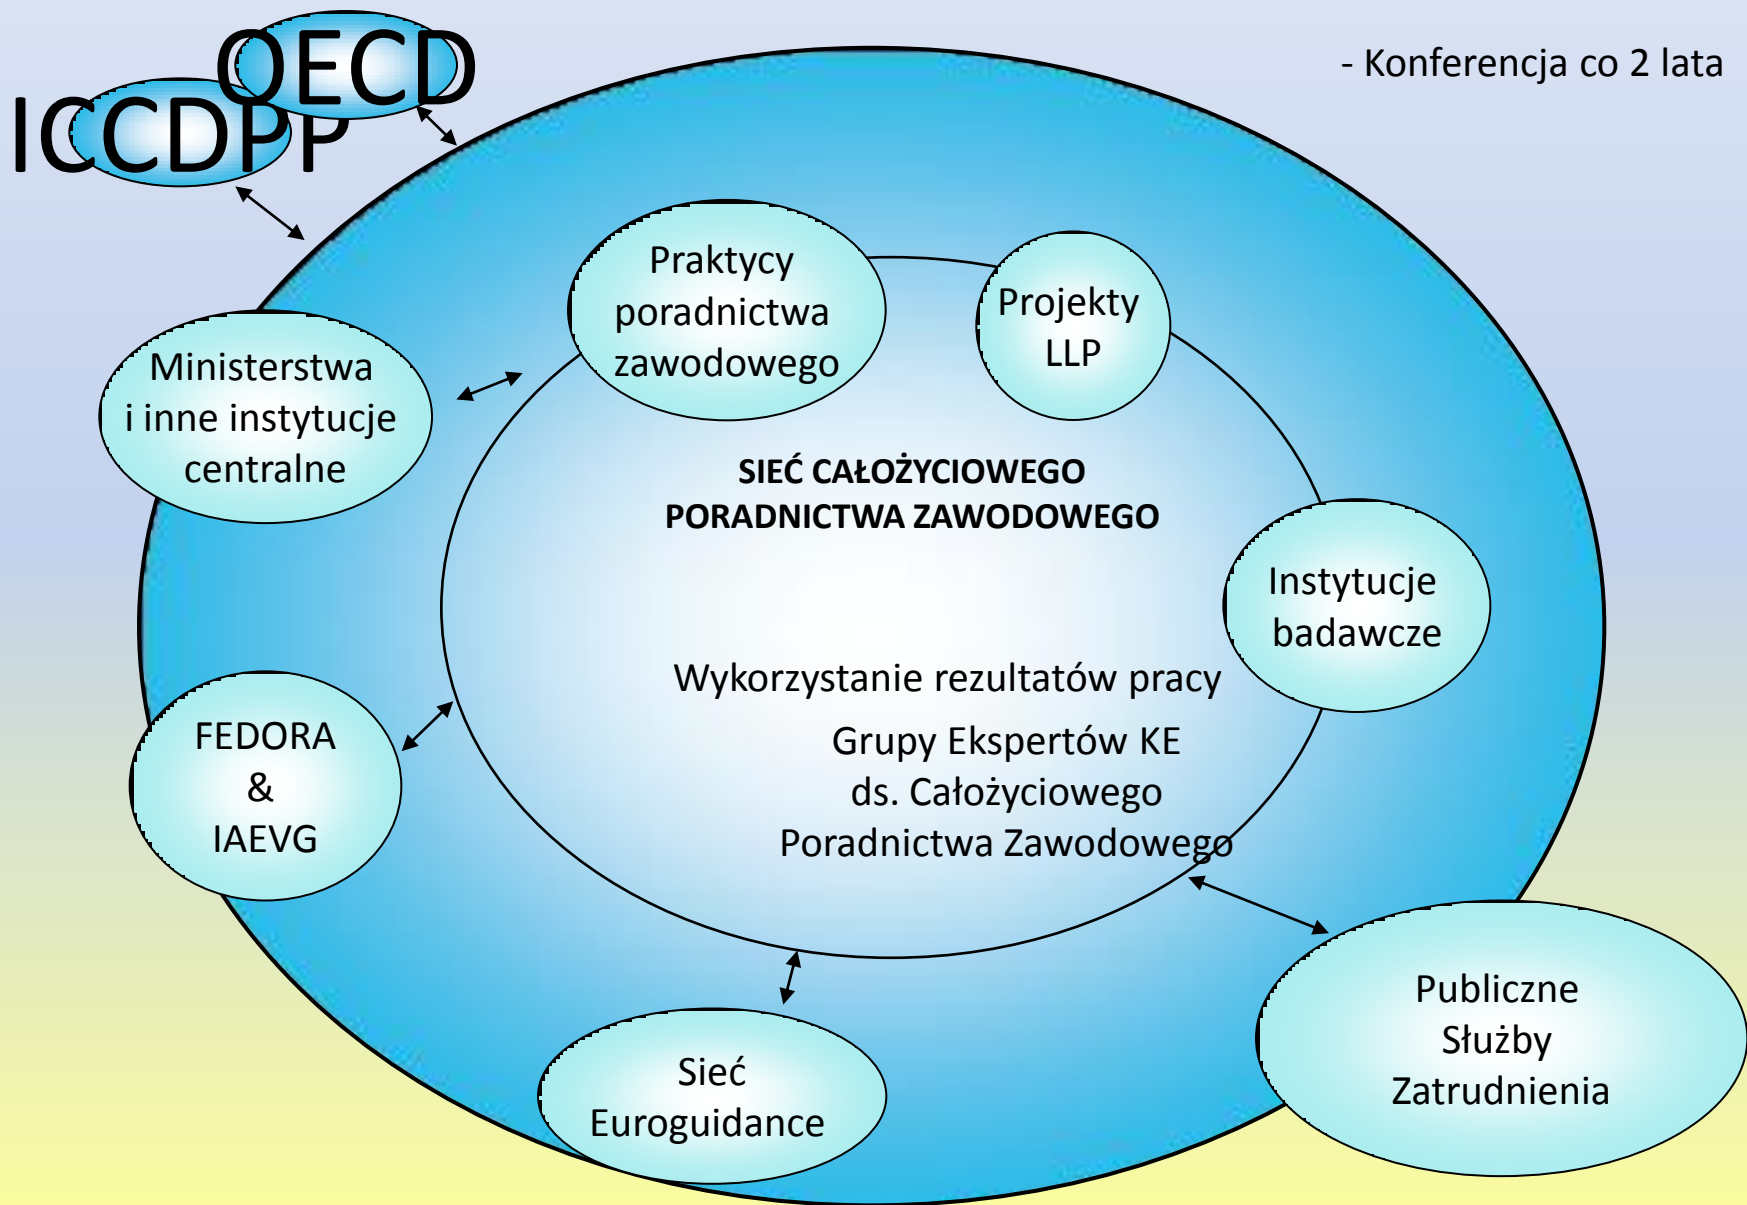 OECD
- Konferencja co 2 lata
ICCDPP
Praktycy
poradnictwa
zawodowego
Projekty
LLP
Ministerstwa
i inne instytucje
centralne
SIEĆ CAŁOŻYCIOWEGO
PORADNICTWA ZAWODOWEGO
Instytucje
badawcze
Wykorzystanie rezultatów pracy
Grupy Ekspertów KE
ds. Całożyciowego
Poradnictwa Zawodowego
FEDORA
&
IAEVG
Publiczne
Służby
Zatrudnienia
Sieć
Euroguidance